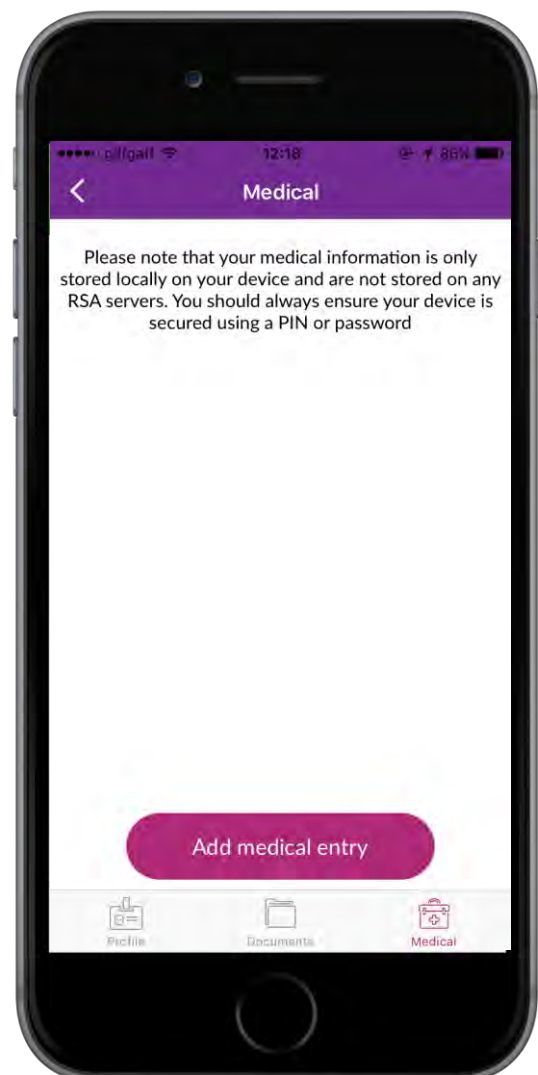 12:18
86%
Medical
Please note that your medical information is only
stored locally on your device and are not stored on any
RSA servers. You should always ensure your device is
secured using a PIN or password
Add medical entry
Profile
Documents
Medical